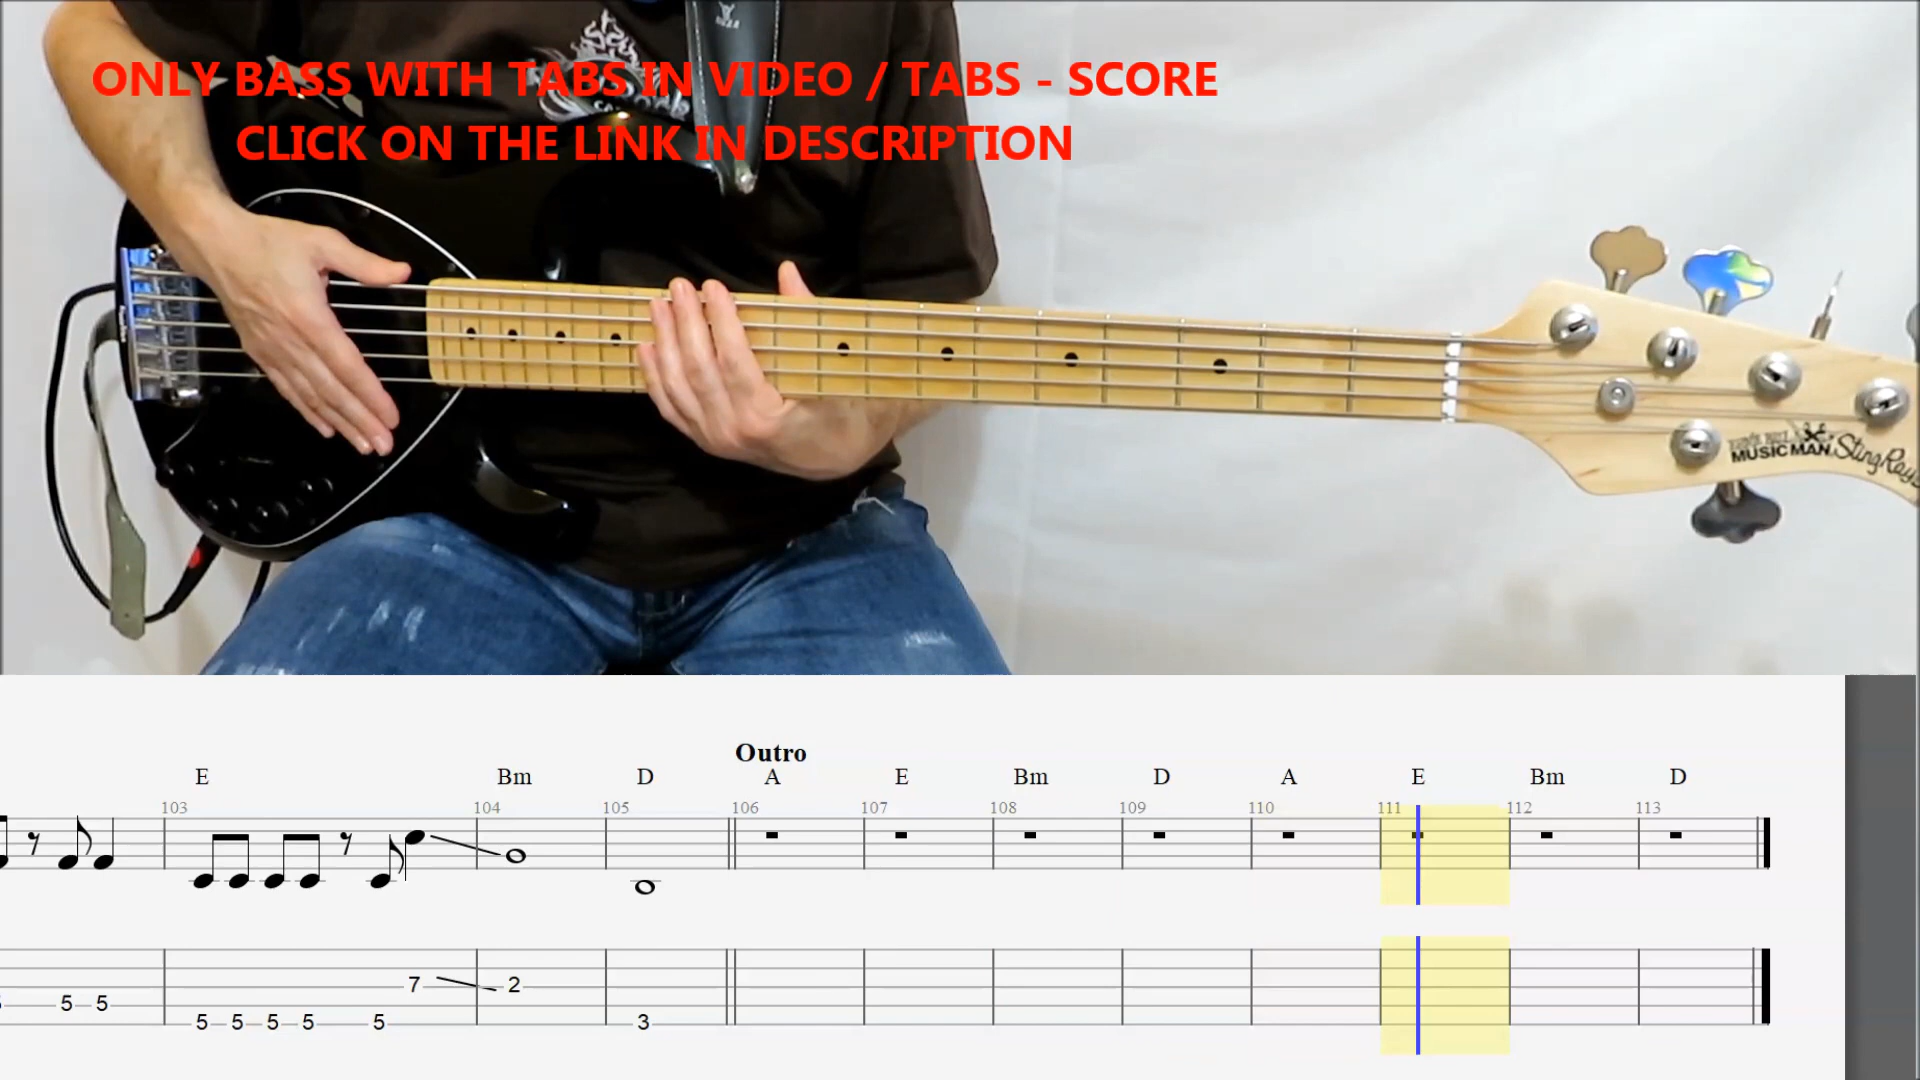 ONLY BASS WITH TABS IN VIDEO / TABS - SCORE
CLICK ON THE LINK IN DESCRIPTION
MUSIC MAN StingRay
Outro
E Bm D A E Bm D A E Bm D
103 104 105 106 107 108 109 110 111 112 113
7 2
5 5
5 5 5 5 5 3